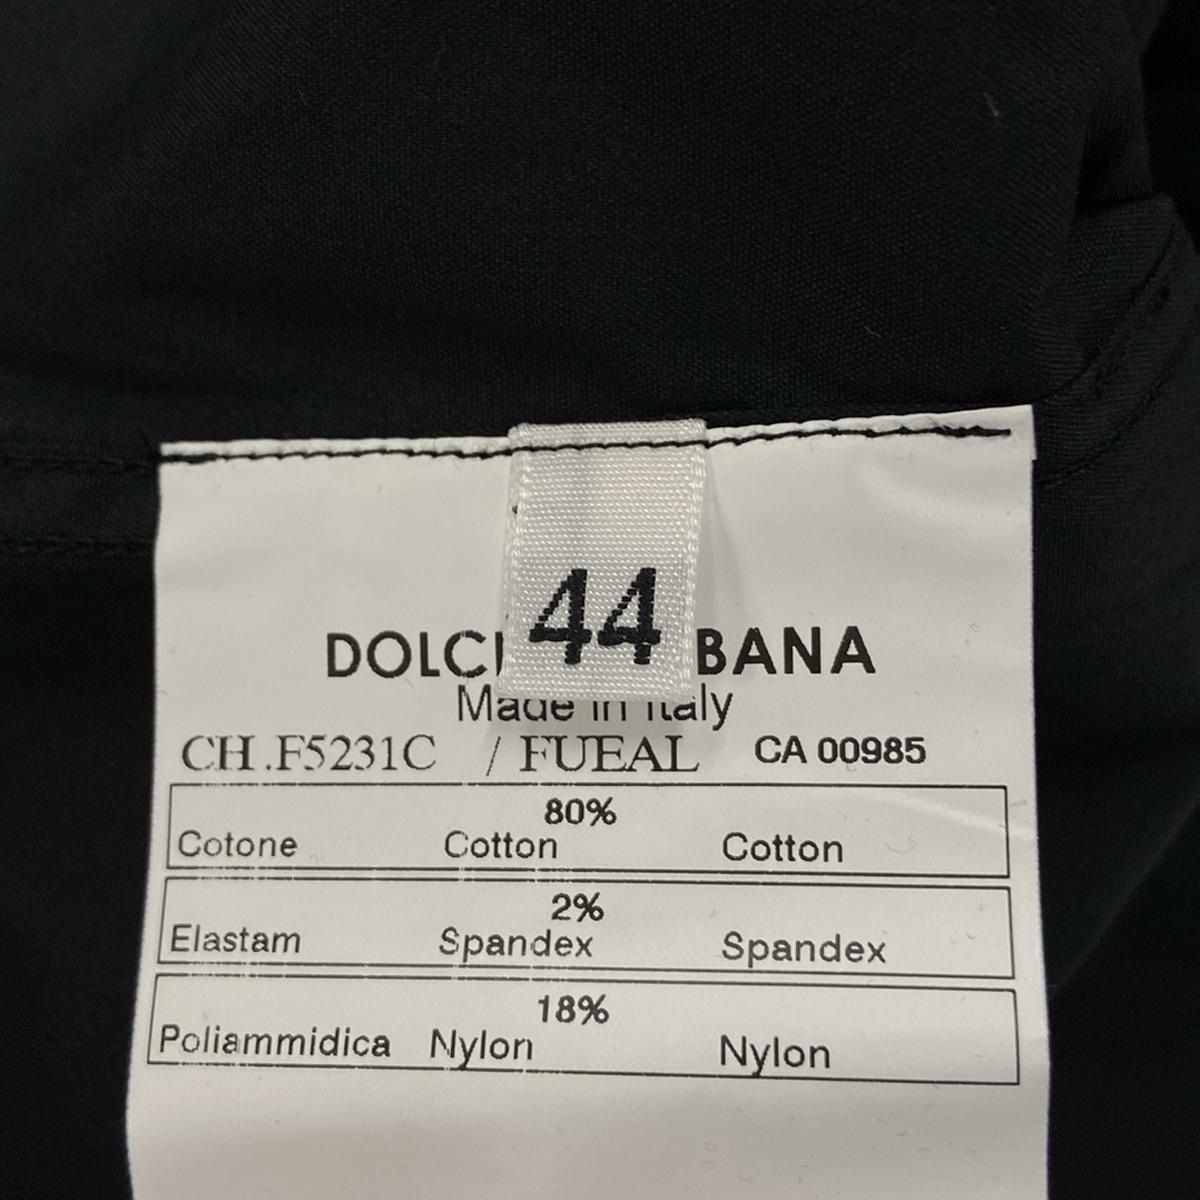 44
DOLC BANA
Made in Italy
CH.F5231C / FUEAL CA 00985
80%
Cotone Cotton Cotton
2%
Elastam Spandex Spandex
18%
Poliammidica Nylon Nylon